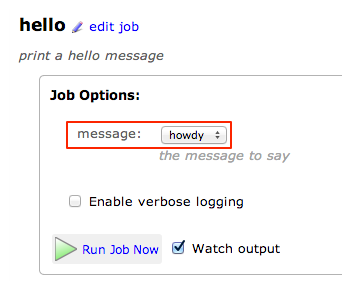 hello edit job
print a hello message
Job Options:
message: howdy
the message to say
Enable verbose logging
Run Job Now Watch output